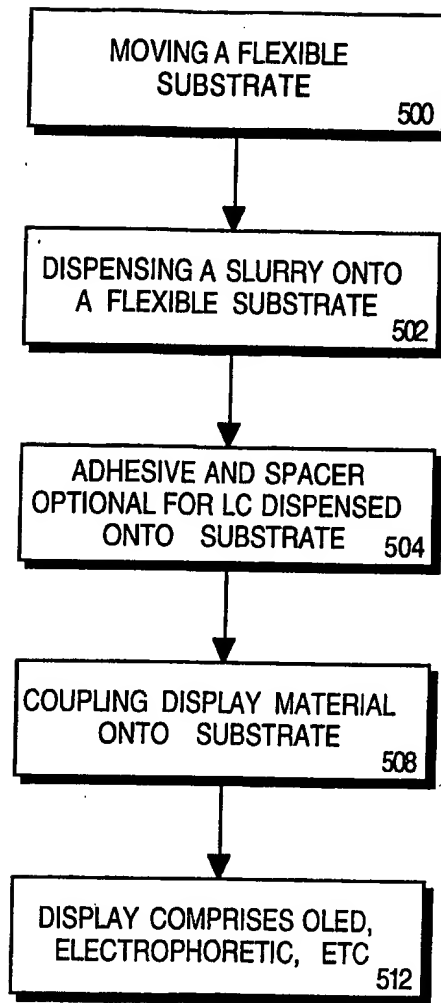 MOVING A FLEXIBLE
SUBSTRATE
500
DISPENSING A SLURRY ONTO
A FLEXIBLE SUBSTRATE
502
ADHESIVE AND SPACER
OPTIONAL FOR LC DISPENSED
ONTO SUBSTRATE
504
COUPLING DISPLAY MATERIAL
ONTO SUBSTRATE
508
DISPLAY COMPRISES OLED,
ELECTROPHORETIC, ETC
512